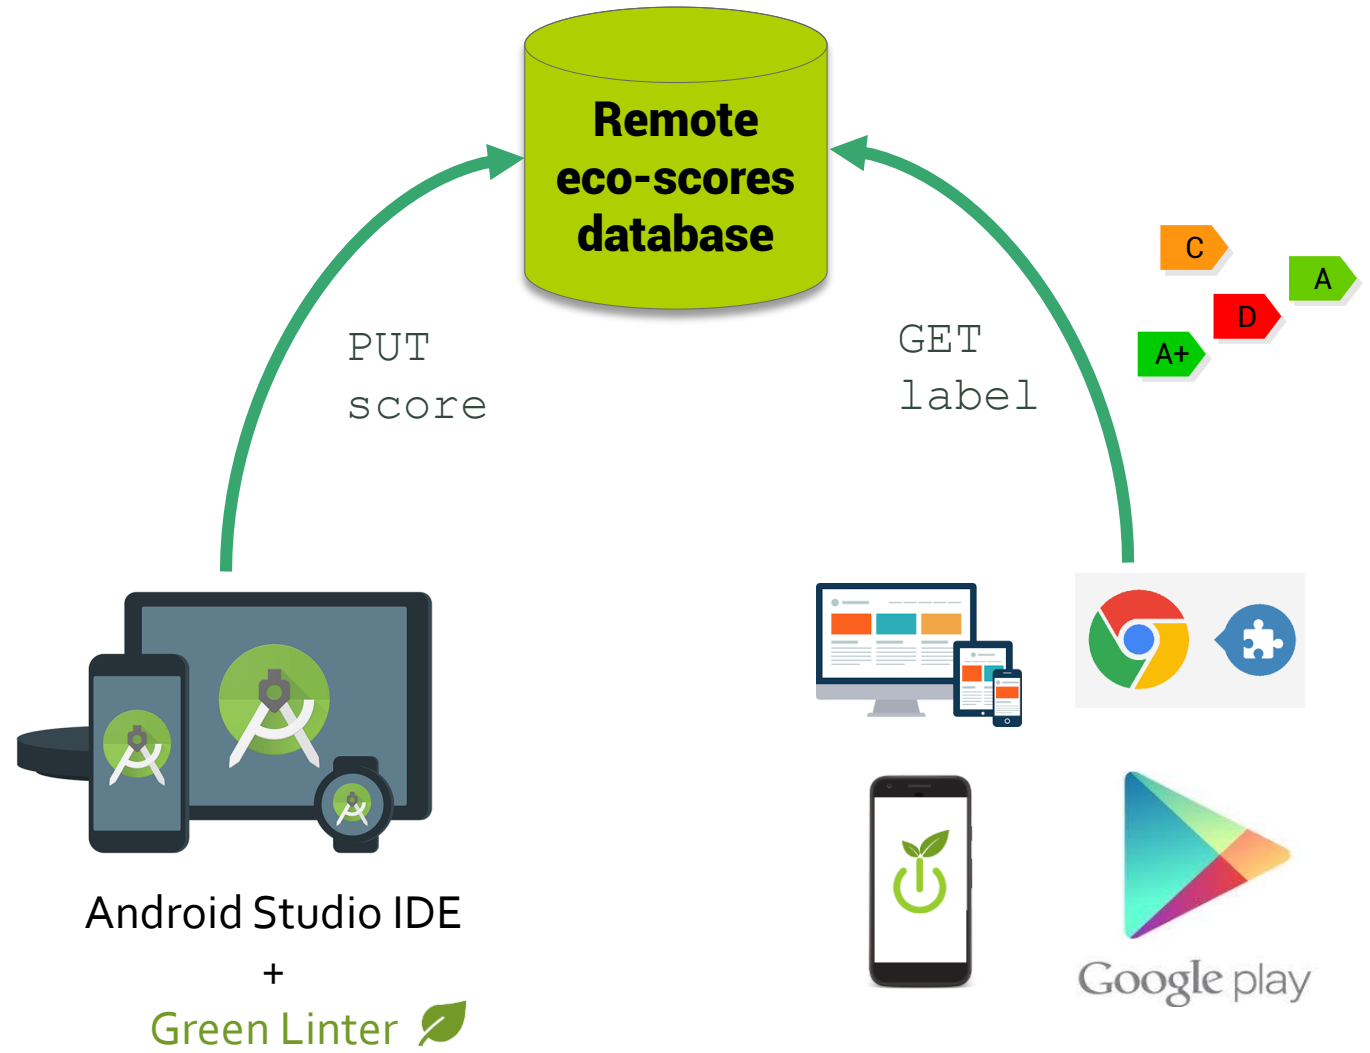 Remote
eco-scores
database
PUT
score
GET
label
C
A
D
A+
Android Studio IDE
+
Green Linter
Google play